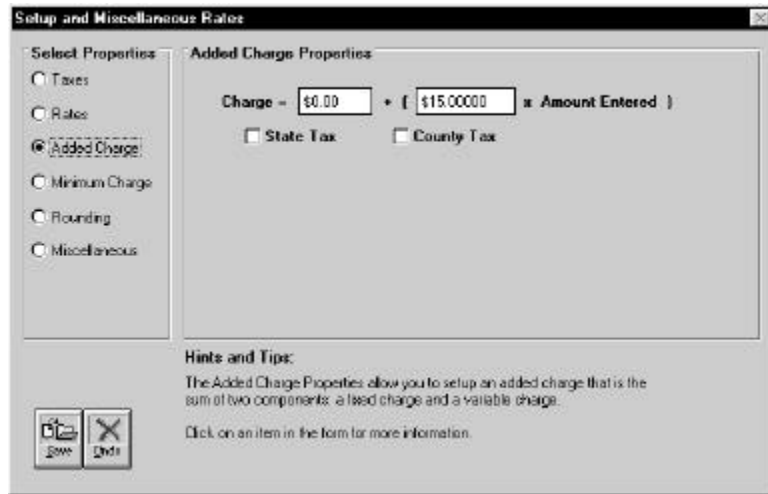 Setup and Miscellaneous Rates
Select Properties
Taxes
Rates
Added Charge
Minimum Charge
Rounding
Miscellaneous
Added Charge Properties
Charge = $0.00 + ( $15.00000 x Amount Entered )
State Tax County Tax
Hints and Tips:
The Added Charge Properties allow you to setup an added charge that is the
sum of two components: a fixed charge and a variable charge.
Click on an item in the form for more information.
Save Undo